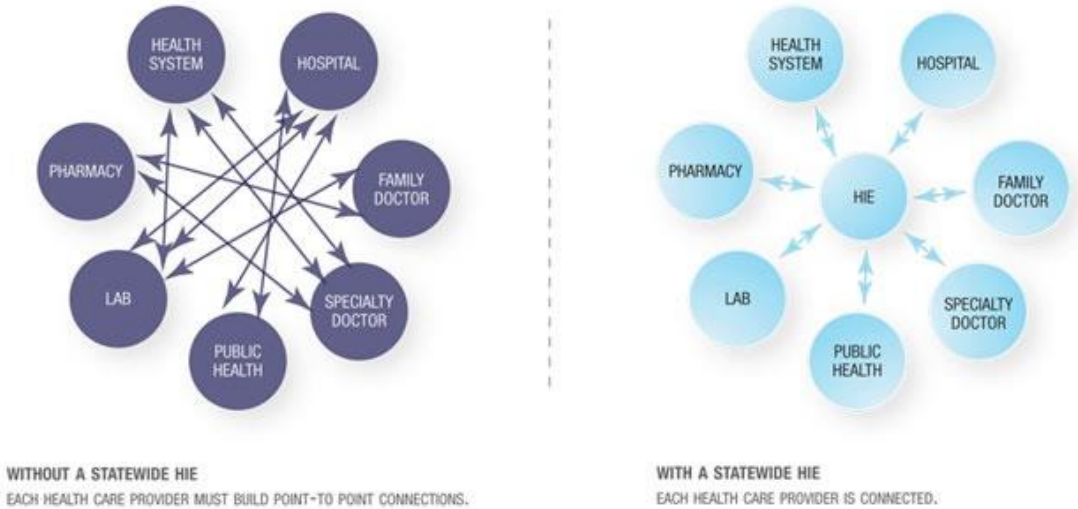 HEALTH
SYSTEM
HOSPITAL
PHARMACY
FAMILY
DOCTOR
LAB
SPECIALTY
DOCTOR
PUBLIC
HEALTH
WITHOUT A STATEWIDE HIE
EACH HEALTH CARE PROVIDER MUST BUILD POINT-TO POINT CONNECTIONS.
HEALTH
SYSTEM
HOSPITAL
PHARMACY
HIE
FAMILY
DOCTOR
LAB
SPECIALTY
DOCTOR
PUBLIC
HEALTH
WITH A STATEWIDE HIE
EACH HEALTH CARE PROVIDER IS CONNECTED.